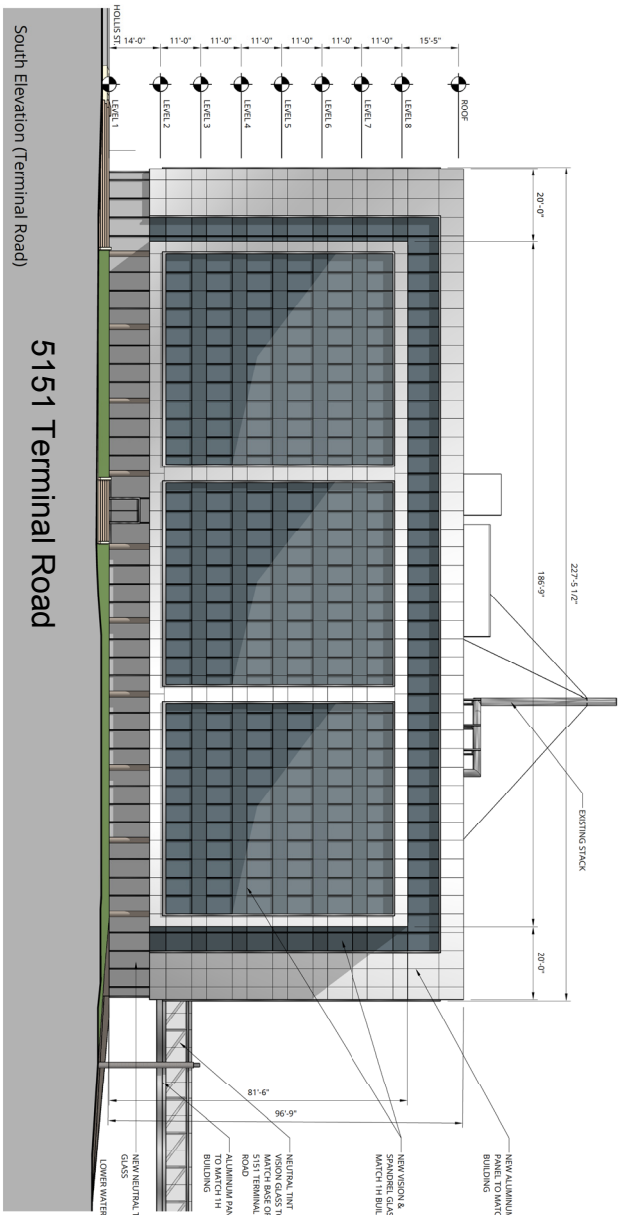 227'-5 1/2"
20'-0"
186'-9"
20'-0"
ROOF
LEVEL 8
LEVEL 7
LEVEL 6
LEVEL 5
LEVEL 4
LEVEL 3
LEVEL 2
LEVEL 1
15'-5"
11'-0"
11'-0"
11'-0"
11'-0"
11'-0"
11'-0"
14'-0"
HOLLIS ST.
EXISTING STACK
81'-6"
96'-9"
NEW ALUMINUM
PANEL TO MATC
BUILDING
NEW VISION &
SPANDREL GLAS
MATCH 1H BUIL
NEUTRAL TINT
VISION GLASS T
MATCH BASE OF
5151 TERMINAL
ROAD
ALUMINUM PAN
TO MATCH 1H
BUILDING
NEW NEUTRAL T
GLASS
LOWER WATER
5151 Terminal Road
South Elevation (Terminal Road)